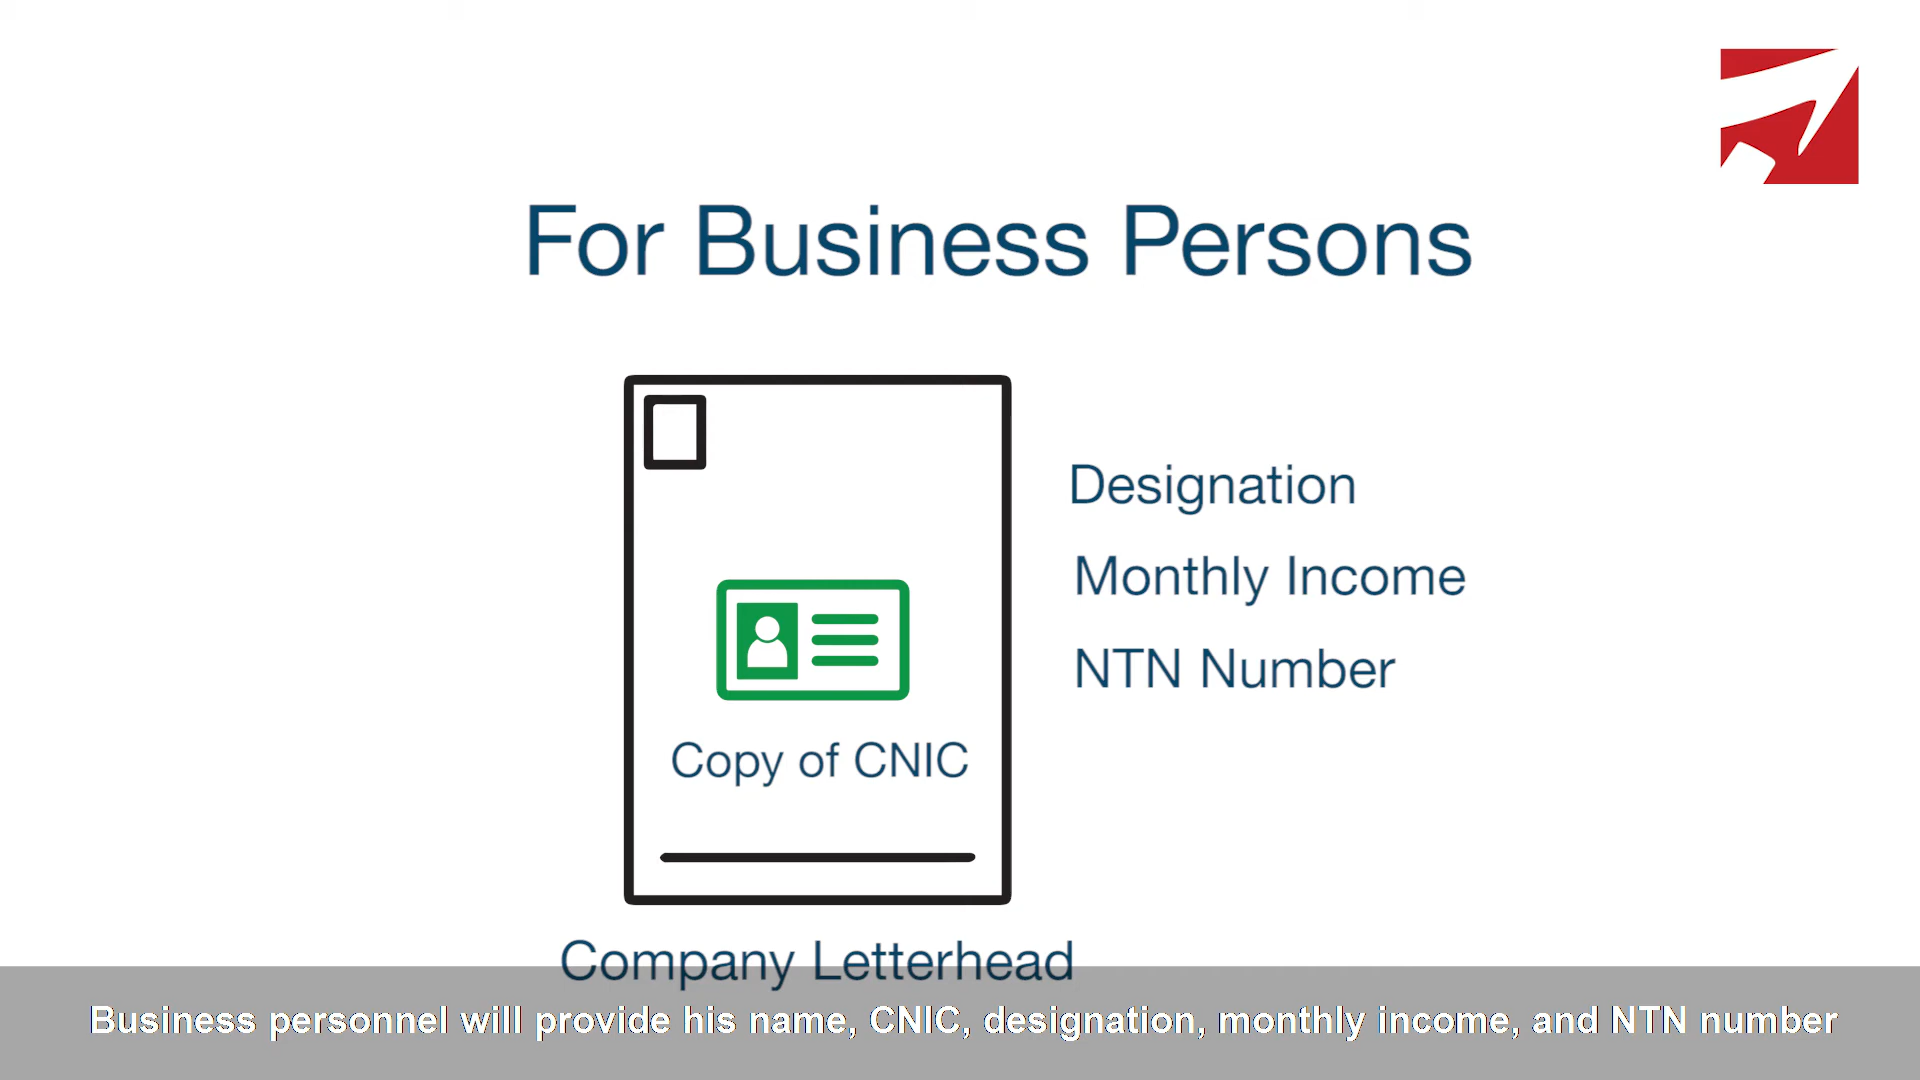 For Business Persons
Designation
Monthly Income
NTN Number
Copy of CNIC
Company Letterhead
Business personnel will provide his name, CNIC, designation, monthly income, and NTN number